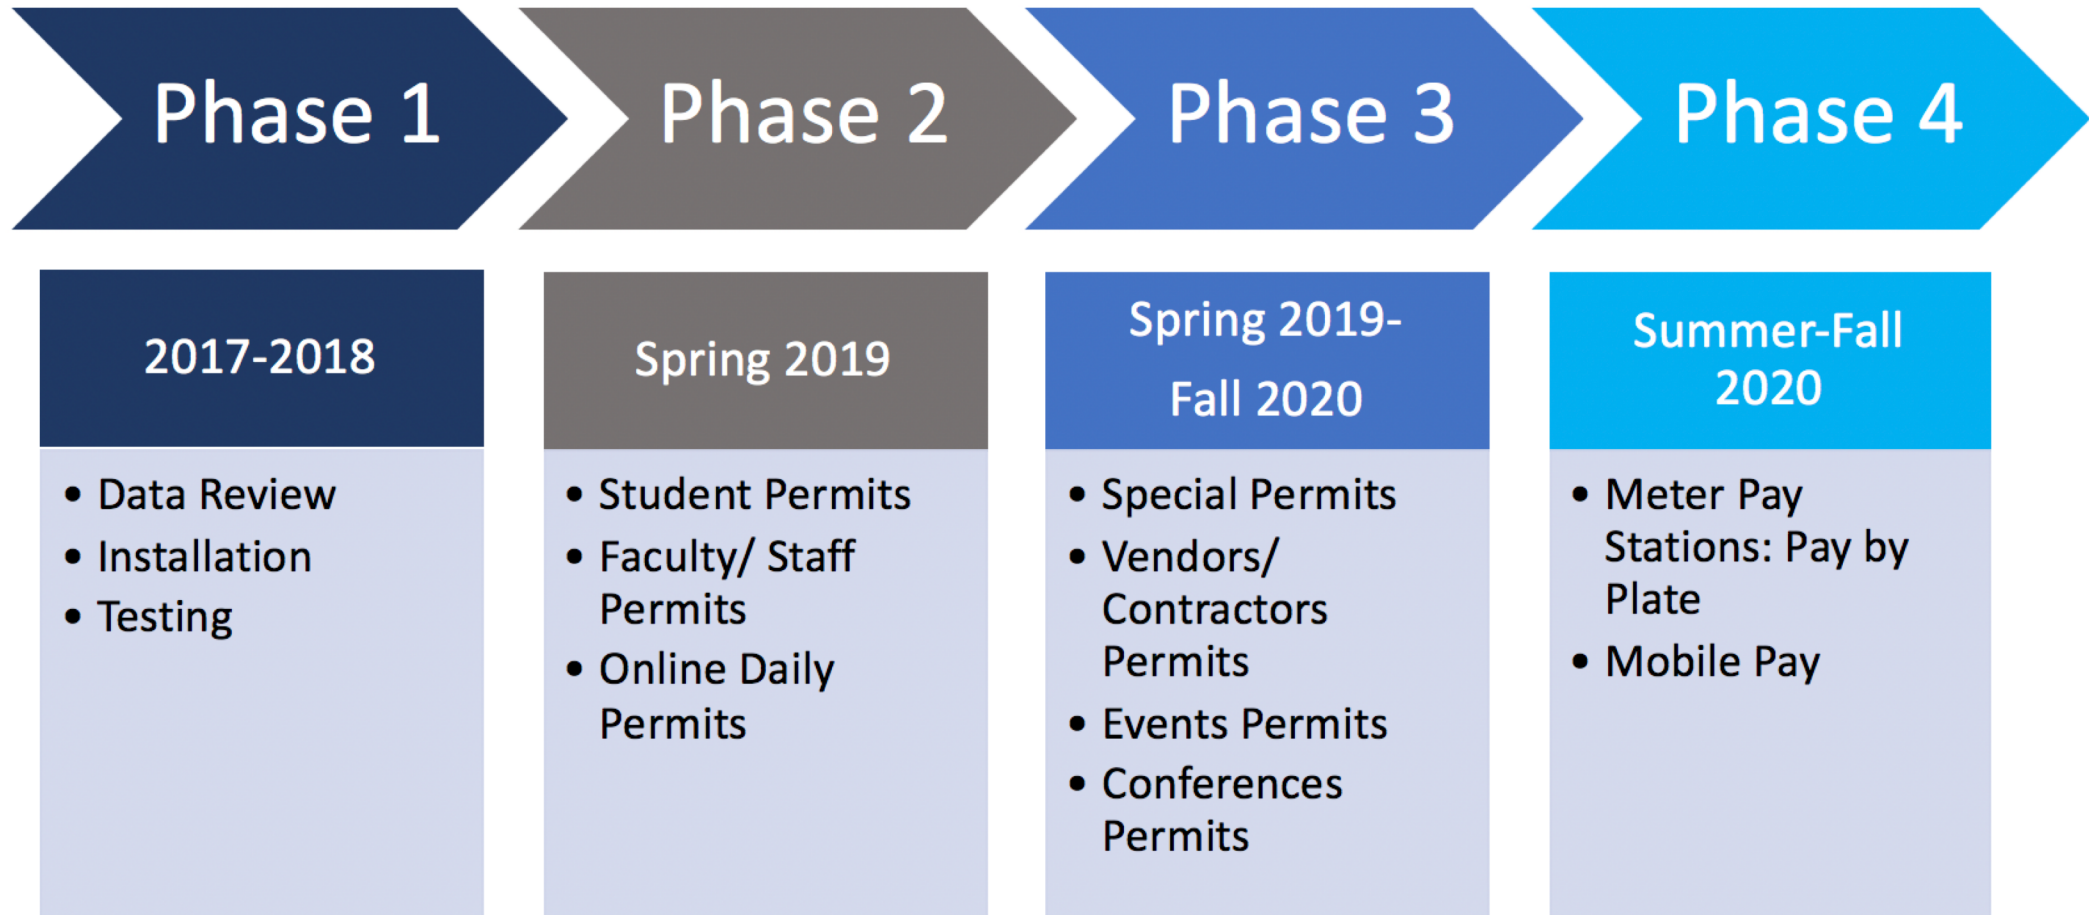 Phase 1
Phase 2
Phase 3
Phase 4
2017-2018
• Data Review
• Installation
• Testing
Spring 2019
• Student Permits
• Faculty/ Staff
Permits
• Online Daily
Permits
Spring 2019-
Fall 2020
• Special Permits
• Vendors/
Contractors
Permits
• Events Permits
• Conferences
Permits
Summer-Fall
2020
• Meter Pay
Stations: Pay by
Plate
• Mobile Pay